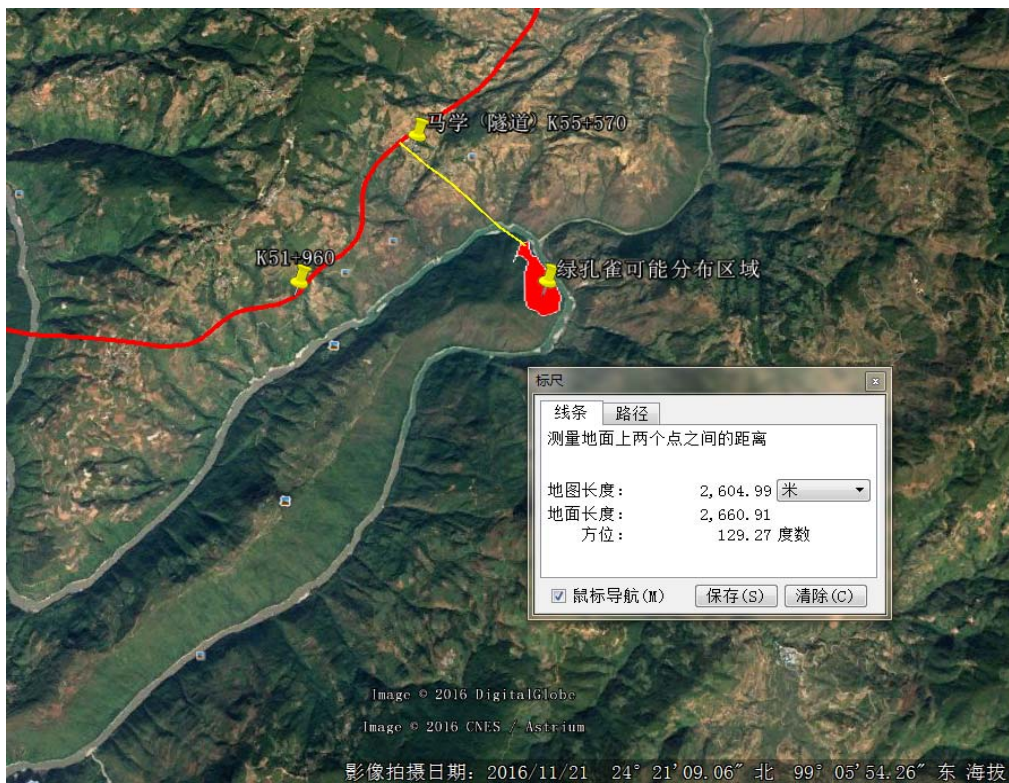 马学（隧道）K55+570
K51+960
绿孔雀可能分布区域
标尺
线条 路径
测量地面上两个点之间的距离
地图长度： 2,604.99 米
地面长度： 2,660.91
方位： 129.27 度数
鼠标导航(M) 保存(S) 清除(C)
Image © 2016 DigitalGlobe
Image © 2016 CNES / Astrium
影像拍摄日期：2016/11/21 24° 21'09.06" 北 99° 05'54.26" 东 海拔